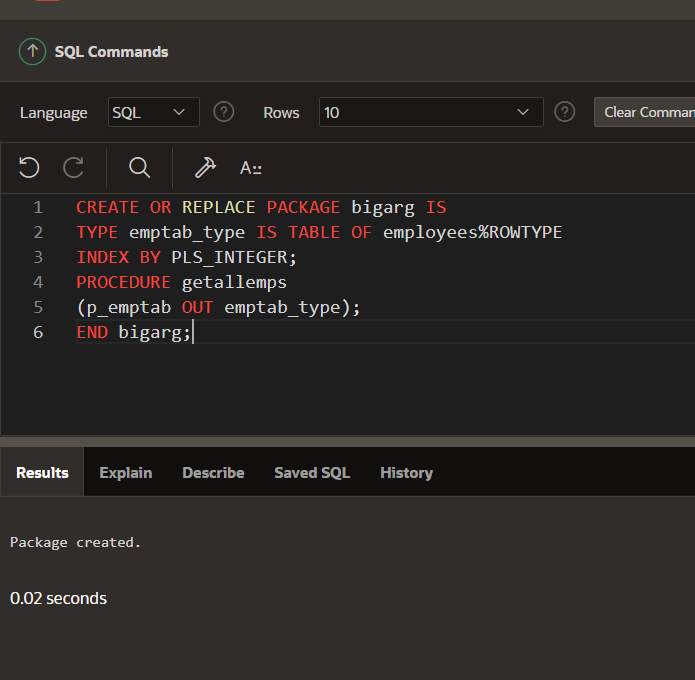 SQL Commands
Language SQL ? Rows 10 ? Clear Comman
A::
1 CREATE OR REPLACE PACKAGE bigarg IS
2 TYPE emptab_type IS TABLE OF employees%ROWTYPE
3 INDEX BY PLS_INTEGER;
4 PROCEDURE getallemps
5 (p_emptab OUT emptab_type);
6 END bigarg;
Results Explain Describe Saved SQL History
Package created.
0.02 seconds